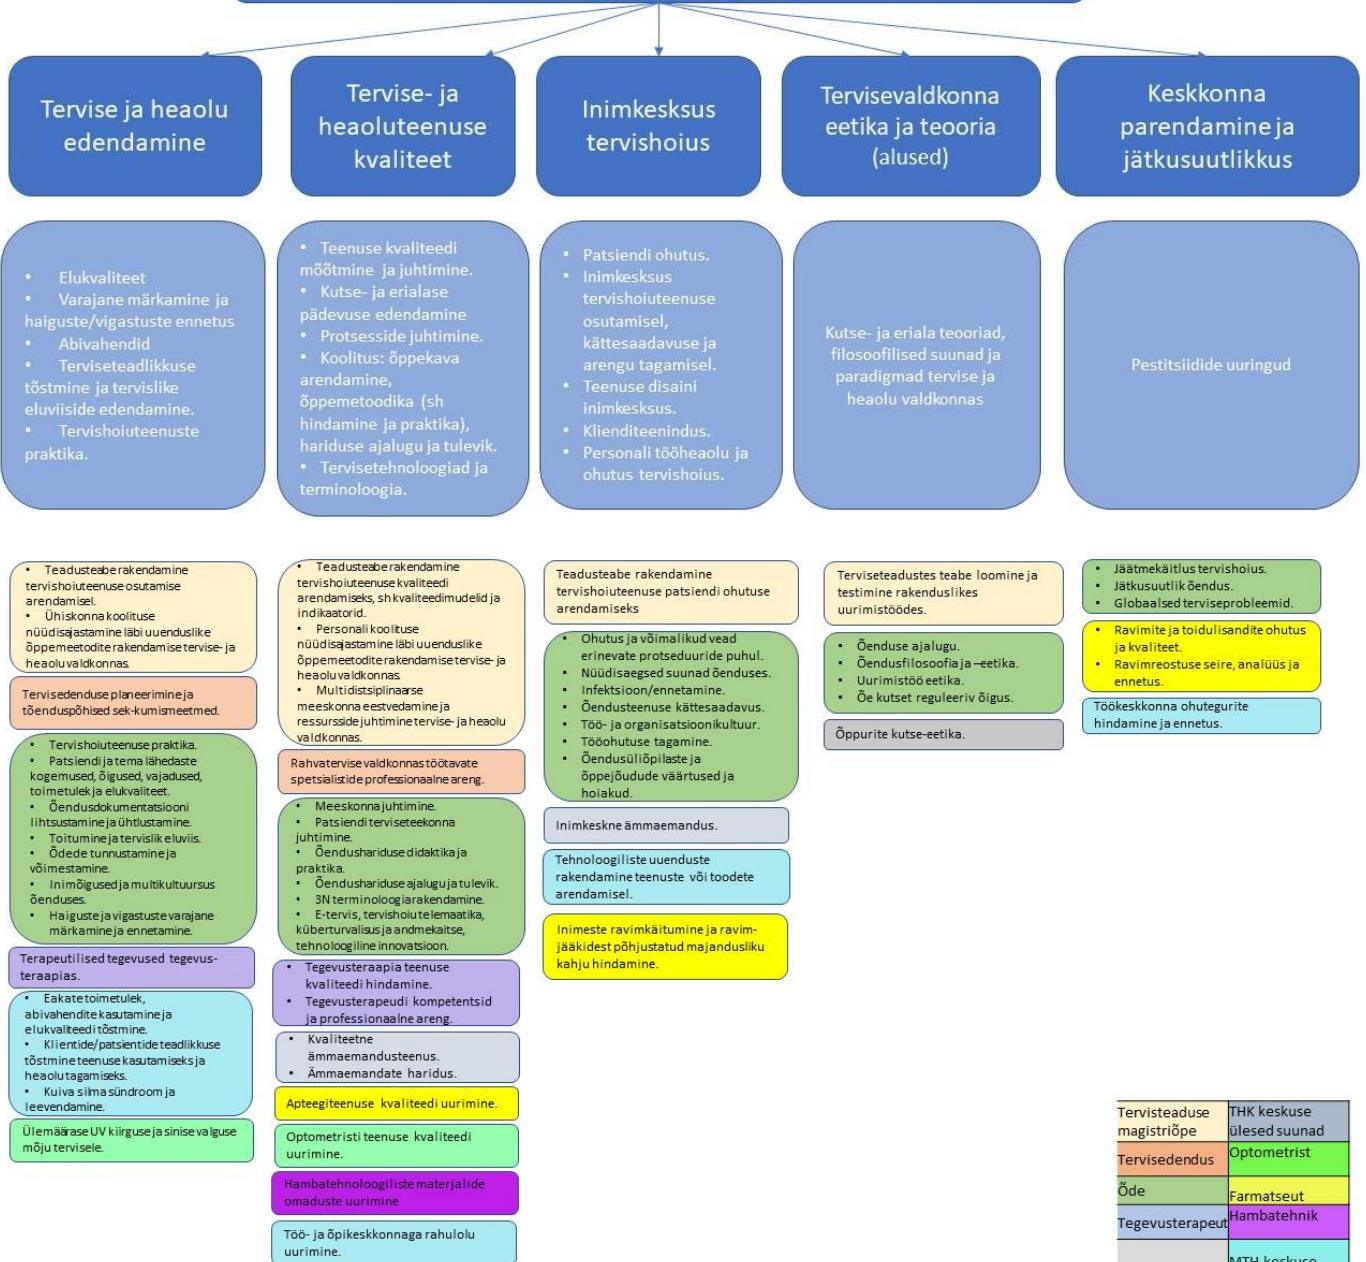 Tervise ja heaolu
edendamine
Tervise- ja
heaoluteenuse
kvaliteet
Inimkesksus
tervishoius
Tervisevaldkonna
eetika ja teooria
(alused)
Keskkonna
parendamine ja
jätkusuutlikkus
• Elukvaliteet
• Varajane märkamine ja
haiguste/vigastuste ennetus
• Abivahendid
• Terviseteadlikkuse
tõstmine ja tervislike
eluviiside edendamine.
• Tervishoiuteenuste
praktika.
• Teenuse kvaliteedi
mõõtmine ja juhtimine.
• Kutse- ja erialase
pädevuse edendamine
• Protsesside juhtimine.
• Koolitus: õppekava
arendamine,
õppemetoodika (sh
hindamine ja praktika),
hariduse ajalugu ja tulevik.
• Tervisetehnoloogiad ja
terminoloogia.
• Patsiendi ohutus.
• Inimkesksus
tervishoiuteenuse
osutamisel,
kättesaadavuse ja
arengu tagamisel.
• Teenuse disaini
inimkesksus.
• Klienditeenindus.
• Personali tööheaolu ja
ohutus tervishoius.
Kutse- ja eriala teooriad,
filosoofilised suunad ja
paradigmad tervise ja
heaolu valdkonnas
Pestitsiidide uuringud
• Teadusteabe rakendamine
tervishoiuteenuse osutamise
arendamisel.
• Ühiskonna koolituse
nüüdisajastamine läbi uuenduslike
õppemeetodite rakendamise tervise- ja
heaolu valdkonnas.
Tervisedenduse planeerimine ja
tõenduspõhised sek-kumismeetmed.
• Tervishoiuteenuse praktika.
• Patsiendi ja tema lähedaste
kogemused, õigused, vajadused,
toimetulek ja elukvaliteet.
• Õendusdokumentatsiooni
lihtsustamine ja ühtlustamine.
• Toitumine ja tervislik eluviis.
• Õdede tunnustamine ja
võimestamine.
• Inimõigused ja multikultuursus
õenduses.
• Haiguste ja vigastuste varajane
märkamine ja ennetamine.
Terapeutilised tegevused tegevus-
teraapias.
• Eakate toimetulek,
abivahendite kasutamine ja
elukvaliteedi tõstmine.
• Klientide/patsientide teadlikkuse
tõstmine teenuse kasutamiseks ja
heaolu tagamiseks.
• Kuiva silma sündroom ja
leevendamine.
Ülemäärase UV kiirguse ja sinise valguse
mõju tervisele.
• Teadusteabe rakendamine
tervishoiuteenuse kvaliteedi
arendamiseks, sh kvaliteedimudelid ja
indikaatorid.
• Personali koolituse
nüüdisajastamine läbi uuenduslike
õppemeetodite rakendamise tervise- ja
heaolu valdkonnas.
• Multidistsiplinaarse
meeskonna eestvedamine ja
ressursside juhtimine tervise- ja heaolu
valdkonnas.
Rahvatervise valdkonnas töötavate
spetsialistide professionaalne areng.
• Meeskonna juhtimine.
• Patsiendi terviseteekonna
juhtimine.
• Õendushariduse didaktika ja
praktika.
• Õendushariduse ajalugu ja tulevik.
• 3N terminoloogia rakendamine.
• E-tervis, tervishoiu telemaatika,
küberturvalisus ja andmekaitse,
tehnoloogiline innovatsioon.
• Tegevusteraapia teenuse
kvaliteedi hindamine.
• Tegevusterapeudi kompetentsid
ja professionaalne areng.
• Kvaliteetne
ämmaemandusteenus.
• Ämmaemandate haridus.
Apteegiteenuse kvaliteedi uurimine.
Optometristi teenuse kvaliteedi
uurimine.
Hambatehnoloogiliste materjalide
omaduste uurimine
Töö- ja õpikeskkonnaga rahulolu
uurimine.
Teadusteabe rakendamine
tervishoiuteenuse patsiendi ohutuse
arendamiseks
• Ohutus ja võimalikud vead
erinevate protseduuride puhul.
• Nüüdisaegsed suunad õenduses.
• Infektsioon/ennetamine.
• Õendusteenuse kättesaadavus.
• Töö- ja organisatsioonikultuur.
• Tööohutuse tagamine.
• Õendusüliõpilaste ja
õppejõudude väärtused ja
hoiakud.
Inimkeskne ämmaemandus.
Tehnoloogiliste uuenduste
rakendamine teenuste või toodete
arendamisel.
Inimeste ravimkäitumine ja ravim-
jääkidest põhjustatud majandusliku
kahju hindamine.
Terviseteadustes teabe loomine ja
testimine rakenduslikes
uurimistöödes.
• Õenduse ajalugu.
• Õendusfilosoofia ja –eetika.
• Uurimistöö eetika.
• Õe kutset reguleeriv õigus.
Õppurite kutse-eetika.
• Jäätmekäitlus tervishoius.
• Jätkusuutlik õendus.
• Globaalsed terviseprobleemid.
• Ravimite ja toidulisandite ohutus
ja kvaliteet.
• Ravimreostuse seire, analüüs ja
ennetus.
Töökeskkonna ohutegurite
hindamine ja ennetus.
Tervisteaduse
magistriõpe
THK keskuse
ülesed suunad
Tervisedendus
Optometrist
Õde
Farmatseut
Tegevusterapeut
Hambatehnik
MTH keskuse